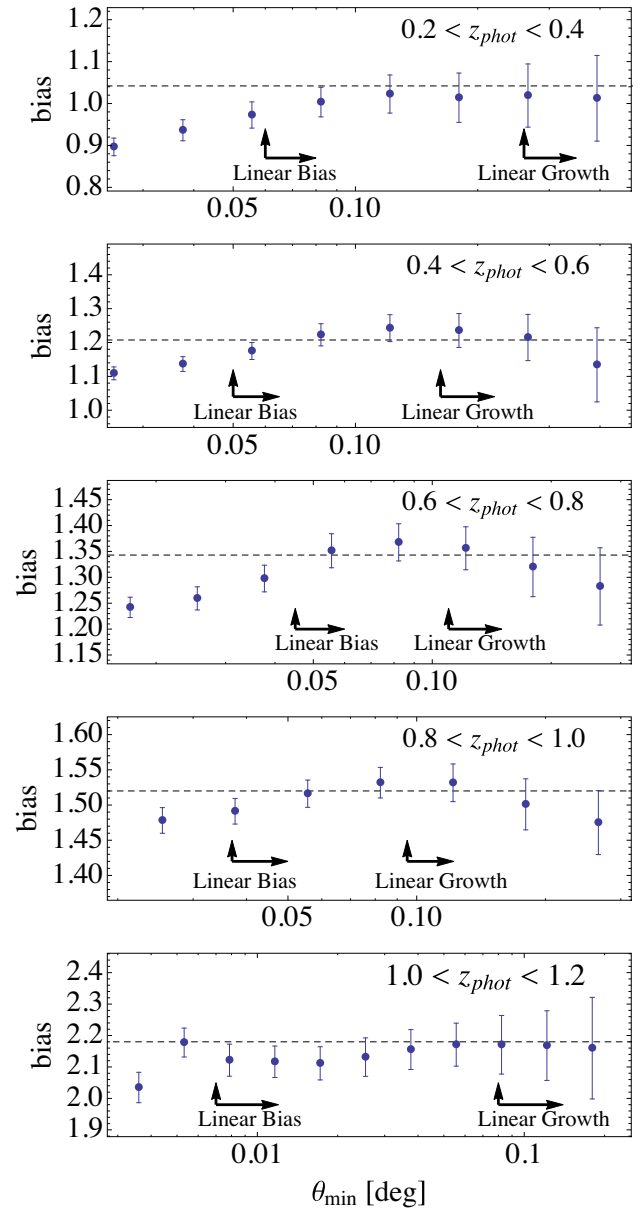 1.2
0.2 < z_phot < 0.4
1.1
1.0
bias
0.9
Linear Bias
Linear Growth
0.8
0.05
0.10
1.4
0.4 < z_phot < 0.6
1.3
1.2
bias
1.1
Linear Bias
Linear Growth
1.0
0.05
0.10
1.45
0.6 < z_phot < 0.8
1.40
1.35
bias
1.30
1.25
1.20
Linear Bias
Linear Growth
1.15
0.05
0.10
1.60
0.8 < z_phot < 1.0
1.55
1.50
bias
1.45
1.40
Linear Bias
Linear Growth
0.05
0.10
2.4
1.0 < z_phot < 1.2
2.3
2.2
bias
2.1
2.0
Linear Bias
Linear Growth
1.9
0.01
0.1
θ_min [deg]